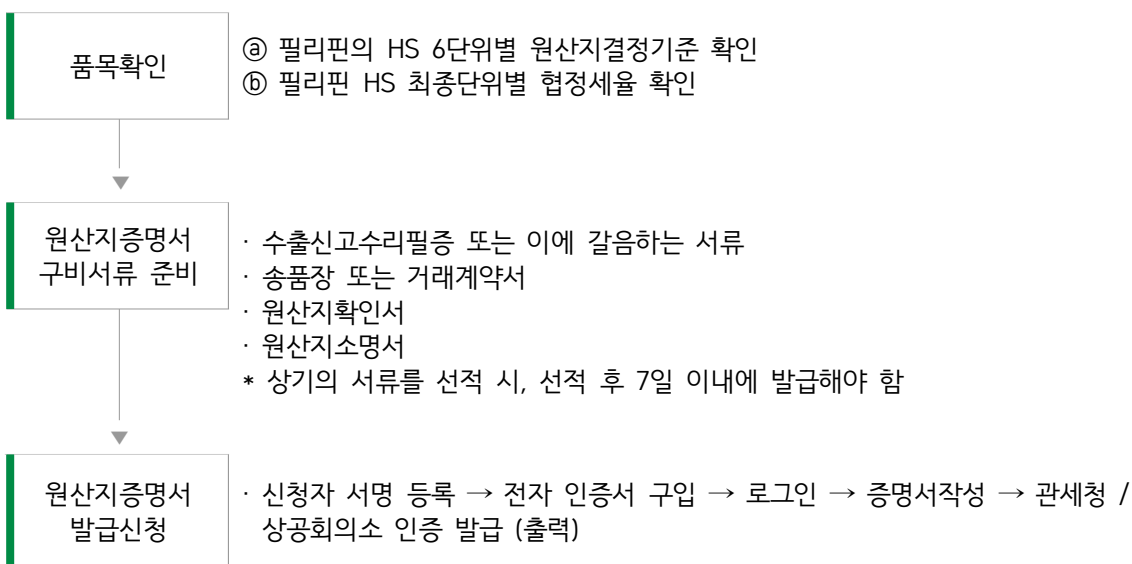 품목확인
ⓐ 필리핀의 HS 6단위별 원산지결정기준 확인
ⓑ 필리핀 HS 최종단위별 협정세율 확인
원산지증명서
구비서류 준비
· 수출신고수리필증 또는 이에 갈음하는 서류
· 송품장 또는 거래계약서
· 원산지확인서
· 원산지소명서
* 상기의 서류를 선적 시, 선적 후 7일 이내에 발급해야 함
원산지증명서
발급신청
· 신청자 서명 등록 → 전자 인증서 구입 → 로그인 → 증명서작성 → 관세청 /
상공회의소 인증 발급 (출력)